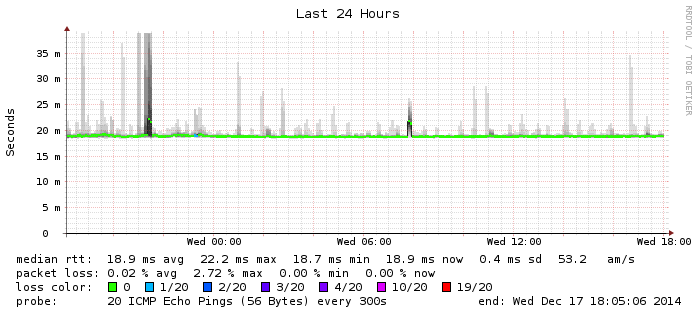 Last 24 Hours
RRDTOOL / TOBI OETIKER
Seconds
35 m
30 m
25 m
20 m
15 m
10 m
5 m
0
Wed 00:00 Wed 06:00 Wed 12:00 Wed 18:00
median rtt: 18.9 ms avg 22.2 ms max 18.7 ms min 18.9 ms now 0.4 ms sd 53.2 am/s
packet loss: 0.02 % avg 2.72 % max 0.00 % min 0.00 % now
loss color: 0 1/20 2/20 3/20 4/20 10/20 19/20
probe: 20 ICMP Echo Pings (56 Bytes) every 300s end: Wed Dec 17 18:05:06 2014